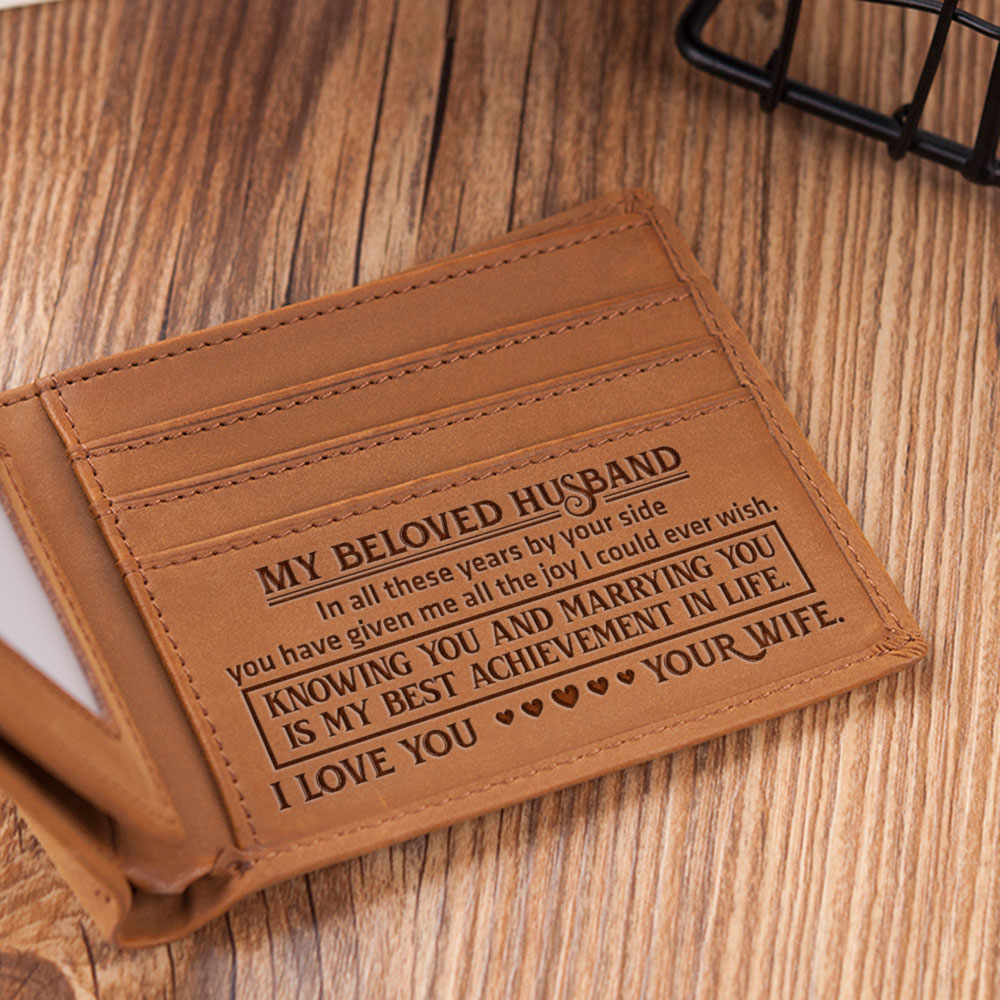 MY BELOVED HUSBAND
In all these years by your side
you have given me all the joy I could ever wish.
KNOWING YOU AND MARRYING YOU
IS MY BEST ACHIEVEMENT IN LIFE.
I LOVE YOU ♥♥♥♥♥ YOUR WIFE.